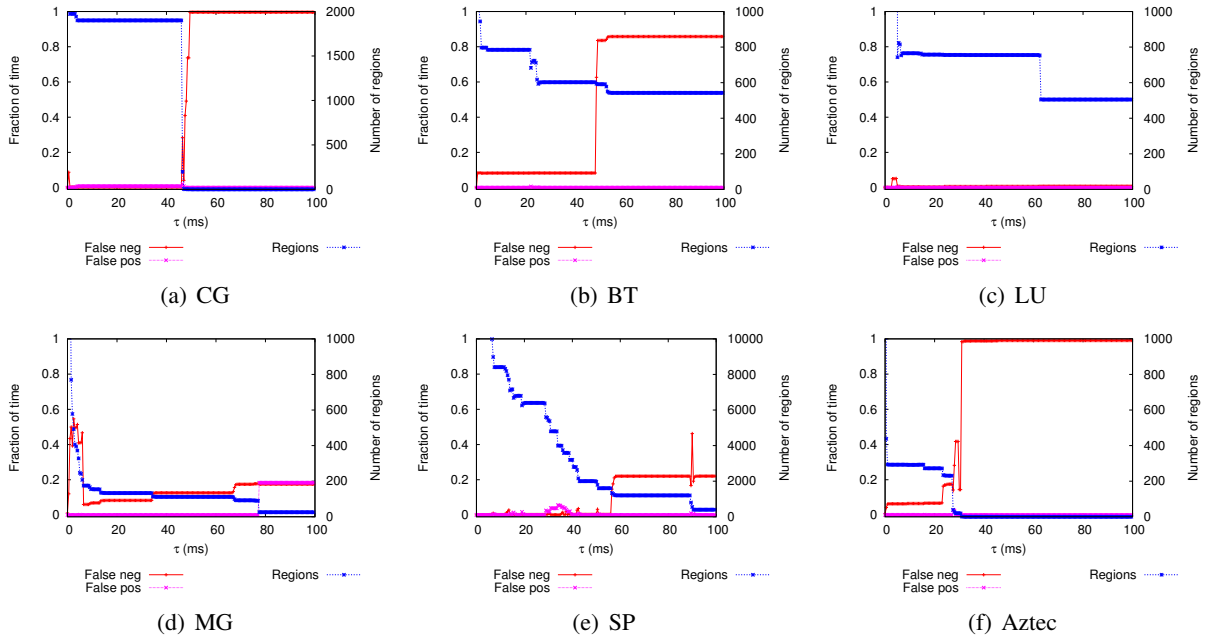 Fraction of time
1
0.8
0.6
0.4
0.2
0
0 20 40 60 80 100
τ (ms)
2000
1500
1000
500
0
Number of regions
False neg
False pos
Regions
(a) CG
Fraction of time
1
0.8
0.6
0.4
0.2
0
0 20 40 60 80 100
τ (ms)
1000
800
600
400
200
0
Number of regions
False neg
False pos
Regions
(b) BT
Fraction of time
1
0.8
0.6
0.4
0.2
0
0 20 40 60 80 100
τ (ms)
1000
800
600
400
200
0
Number of regions
False neg
False pos
Regions
(c) LU
Fraction of time
1
0.8
0.6
0.4
0.2
0
0 20 40 60 80 100
τ (ms)
1000
800
600
400
200
0
Number of regions
False neg
False pos
Regions
(d) MG
Fraction of time
1
0.8
0.6
0.4
0.2
0
0 20 40 60 80 100
τ (ms)
10000
8000
6000
4000
2000
0
Number of regions
False neg
False pos
Regions
(e) SP
Fraction of time
1
0.8
0.6
0.4
0.2
0
0 20 40 60 80 100
τ (ms)
1000
800
600
400
200
0
Number of regions
False neg
False pos
Regions
(f) Aztec